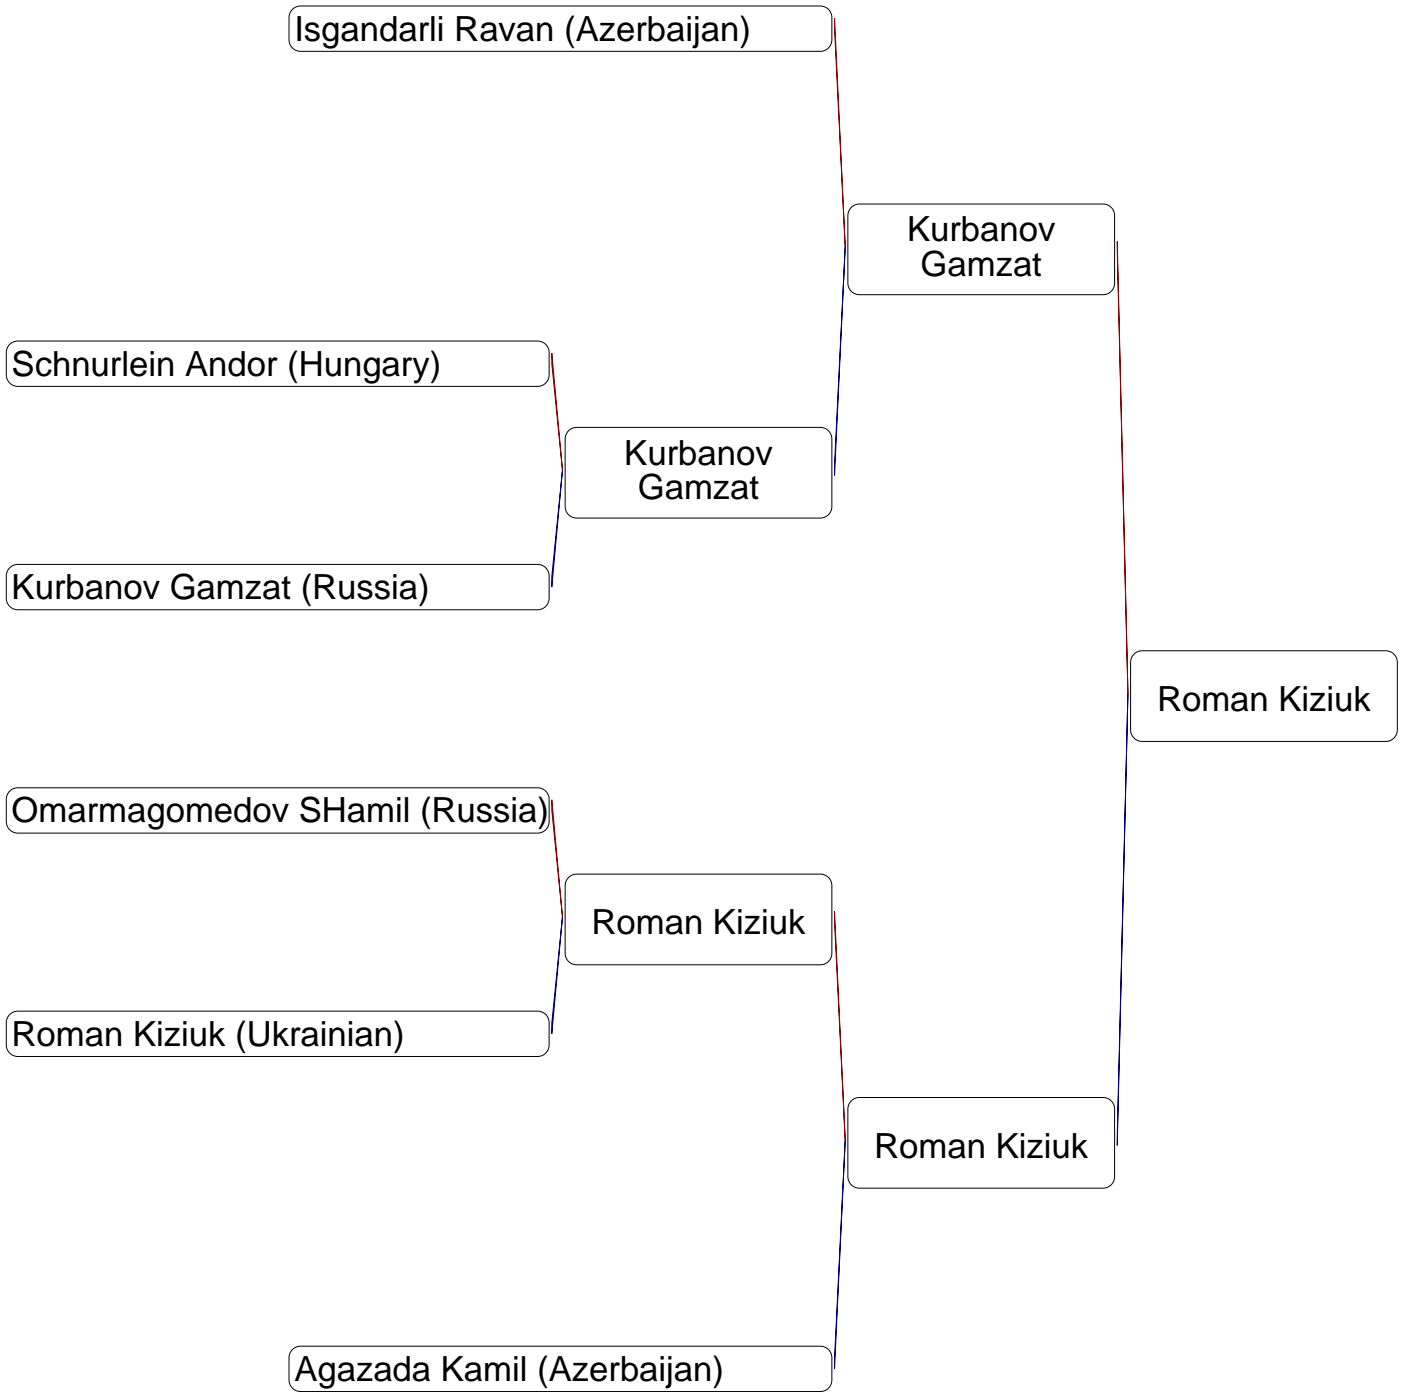 Isgandarli Ravan (Azerbaijan)
Kurbanov
Gamzat
Schnurlein Andor (Hungary)
Kurbanov
Gamzat
Kurbanov Gamzat (Russia)
Roman Kiziuk
Omarmagomedov SHamil (Russia)
Roman Kiziuk
Roman Kiziuk (Ukrainian)
Roman Kiziuk
Agazada Kamil (Azerbaijan)